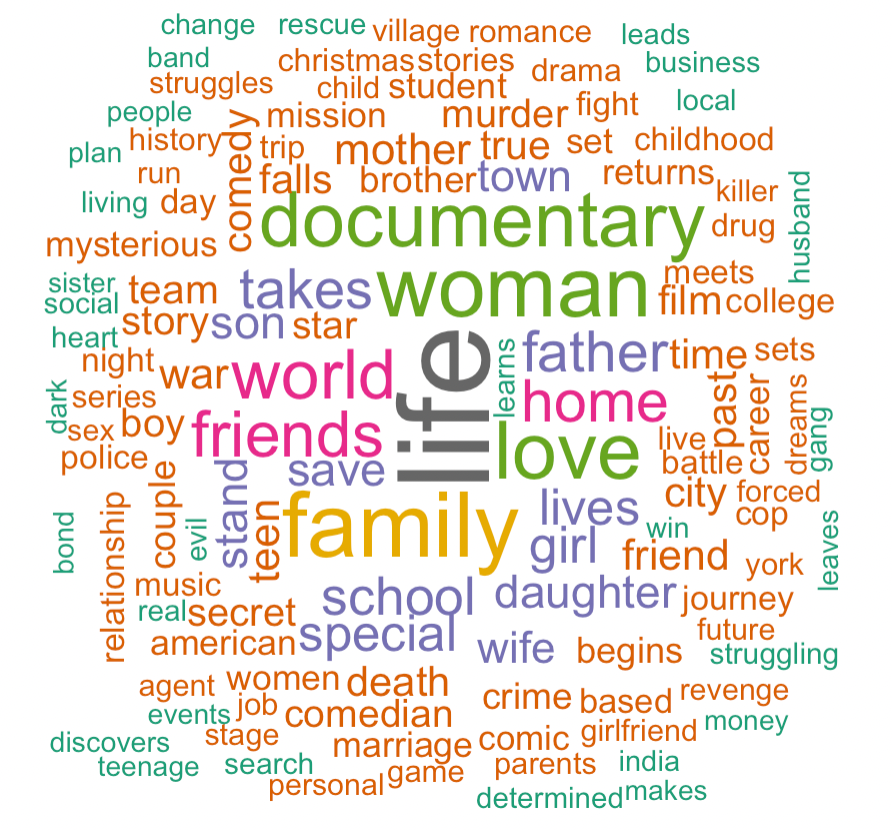 change rescue village romance leads
band christmas stories drama business
struggles child student
people mission murder fight local
plan history trip mother true set childhood
run comedy falls brother town returns killer
living day documentary drug husband
mysterious
sister team takes woman meets
social story son star film college
heart father time sets
night war world life learns home past career dreams
dark series
sex boy friends love live gang
police couple stand save battle
city forced
bond relationship evil teen family lives win cop leaves
girl friend york
music school daughter journey
real secret special future
american wife begins struggling
agent women death crime based revenge
events job comedian girlfriend money
discovers stage marriage comic
teenage search game parents india
personal determined makes